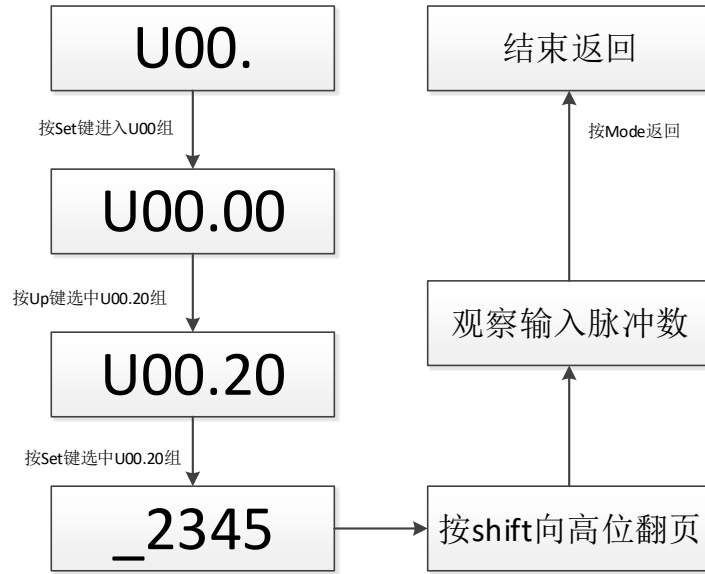 U00.
按Set键进入U00组
U00.00
按Up键选中U00.20组
U00.20
按Set键选中U00.20组
_2345
按shift向高位翻页
观察输入脉冲数
按Mode返回
结束返回